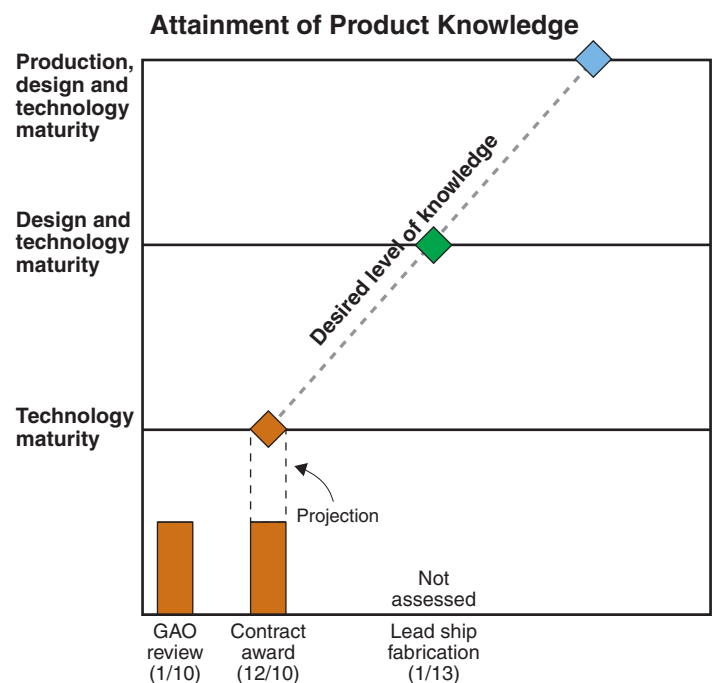 Attainment of Product Knowledge
Production,
design and
technology
maturity
Design and
technology
maturity
Technology
maturity
Desired level of knowledge
Projection
Not
assessed
GAO
review
(1/10)
Contract
award
(12/10)
Lead ship
fabrication
(1/13)